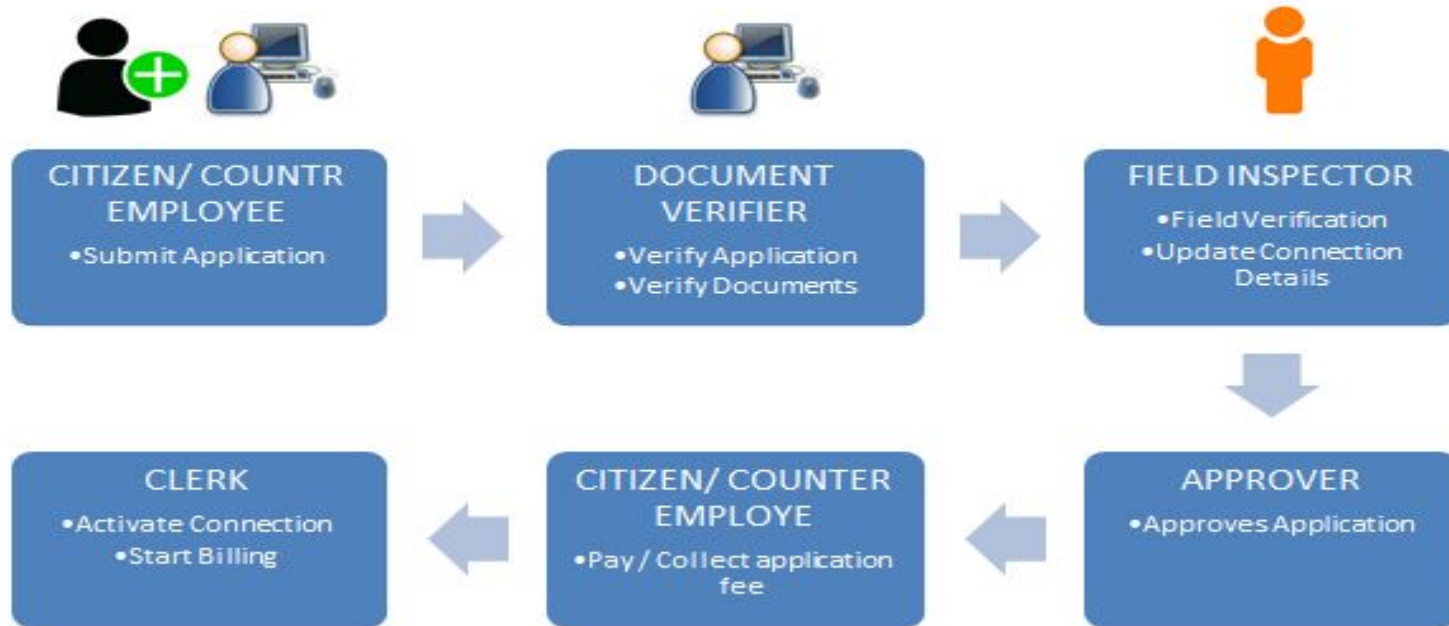 CITIZEN/ COUNTR
EMPLOYEE
•Submit Application
DOCUMENT
VERIFIER
•Verify Application
•Verify Documents
FIELD INSPECTOR
•Field Verification
•Update Connection
Details
APPROVER
•Approves Application
CITIZEN/ COUNTER
EMPLOYE
•Pay / Collect application
fee
CLERK
•Activate Connection
•Start Billing